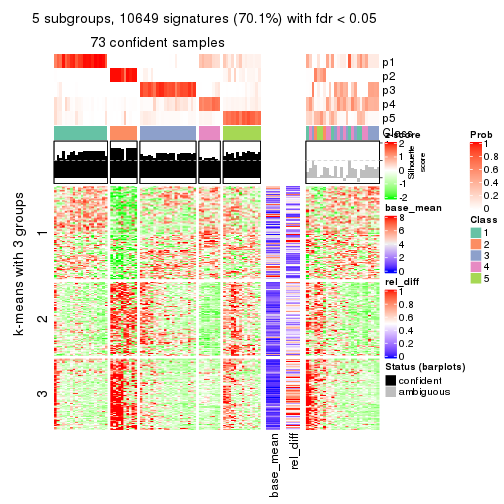 5 subgroups, 10649 signatures (70.1%) with fdr < 0.05
73 confident samples
p1
p2
p3
p4
p5
Class
z-score
2
1
0
-1
-2
Silhouette
score
Prob
1
0.8
0.6
0.4
0.2
0
base_mean
8
6
4
2
0
Class
1
2
3
4
5
rel_diff
1
0.8
0.6
0.4
0.2
0
Status (barplots)
confident
ambiguous
k-means with 3 groups
1
2
3
base_mean
rel_diff